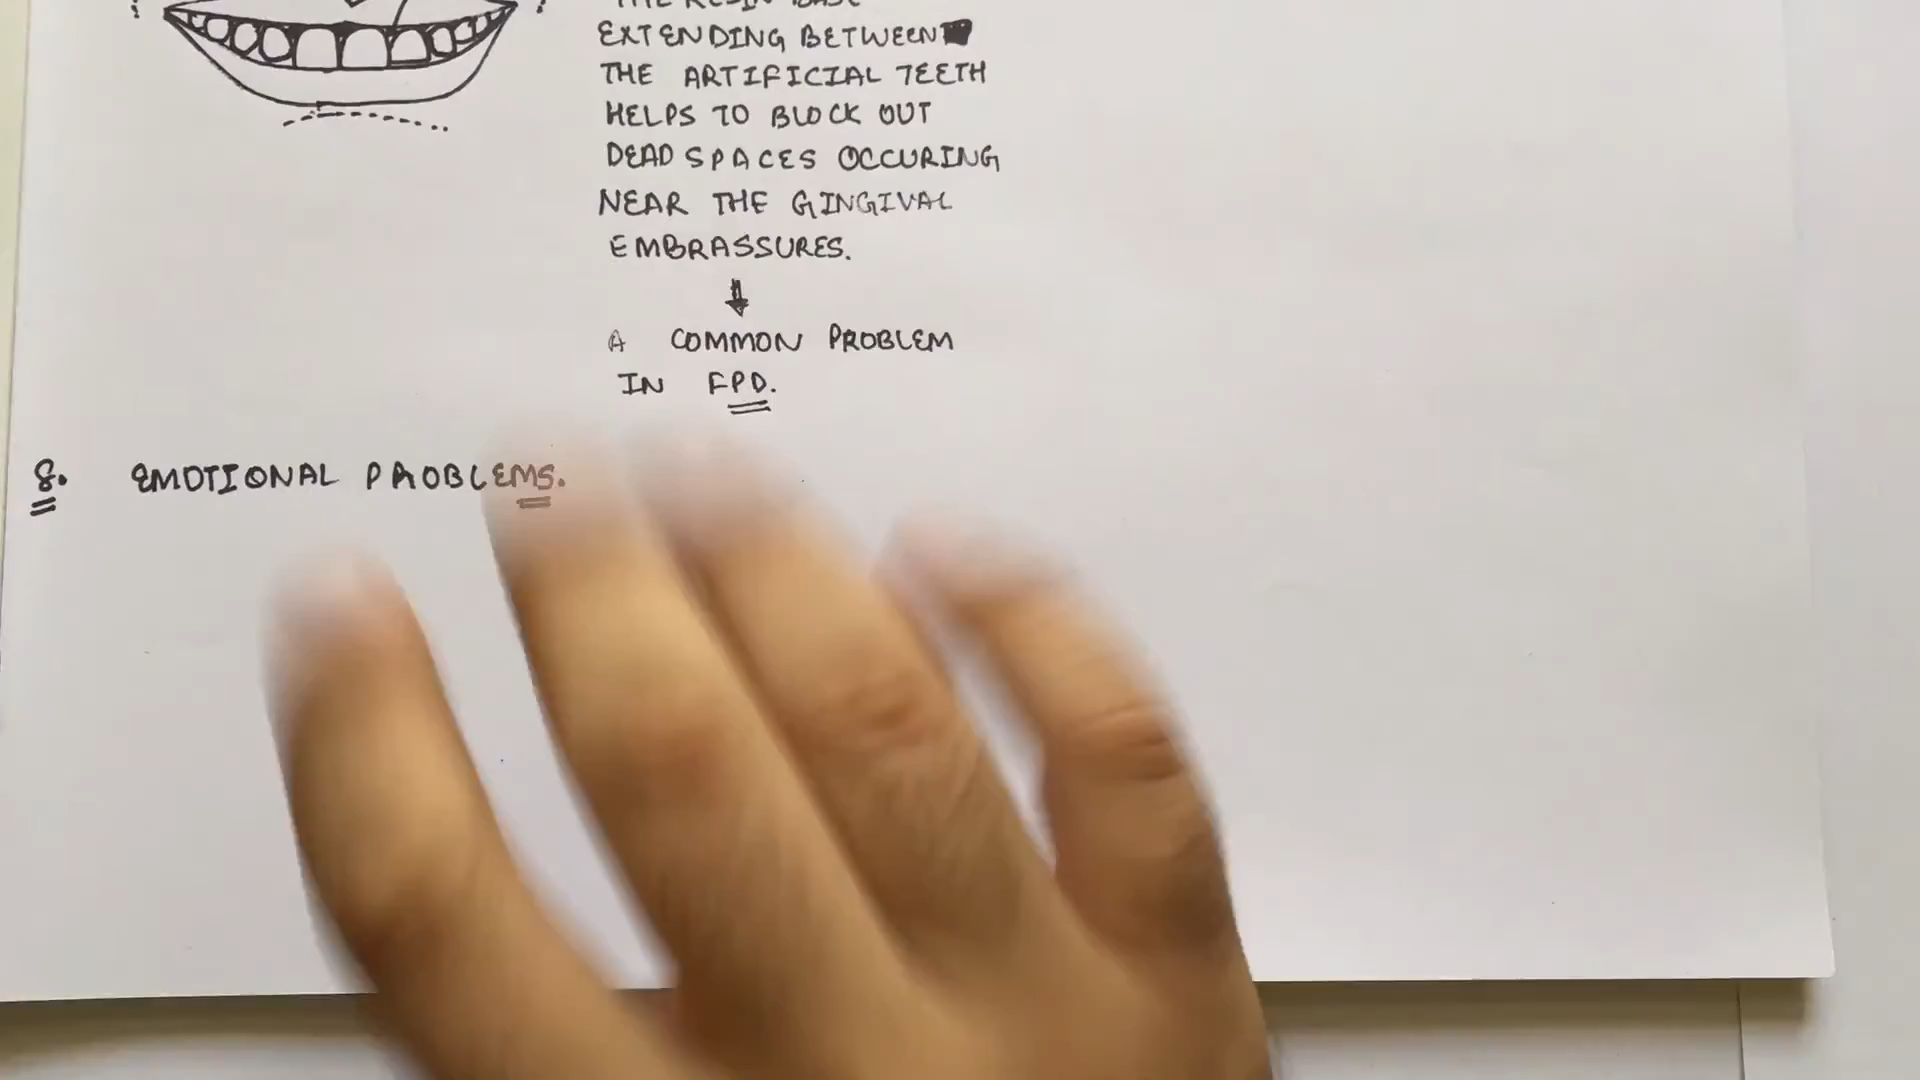 EXTENDING BETWEEN
THE ARTIFICIAL TEETH
HELPS TO BLOCK OUT
DEAD SPACES OCCURING
NEAR THE GINGIVAL
EMBRASSURES.
A COMMON PROBLEM
IN FPD.
8. EMOTIONAL PROBLEMS.